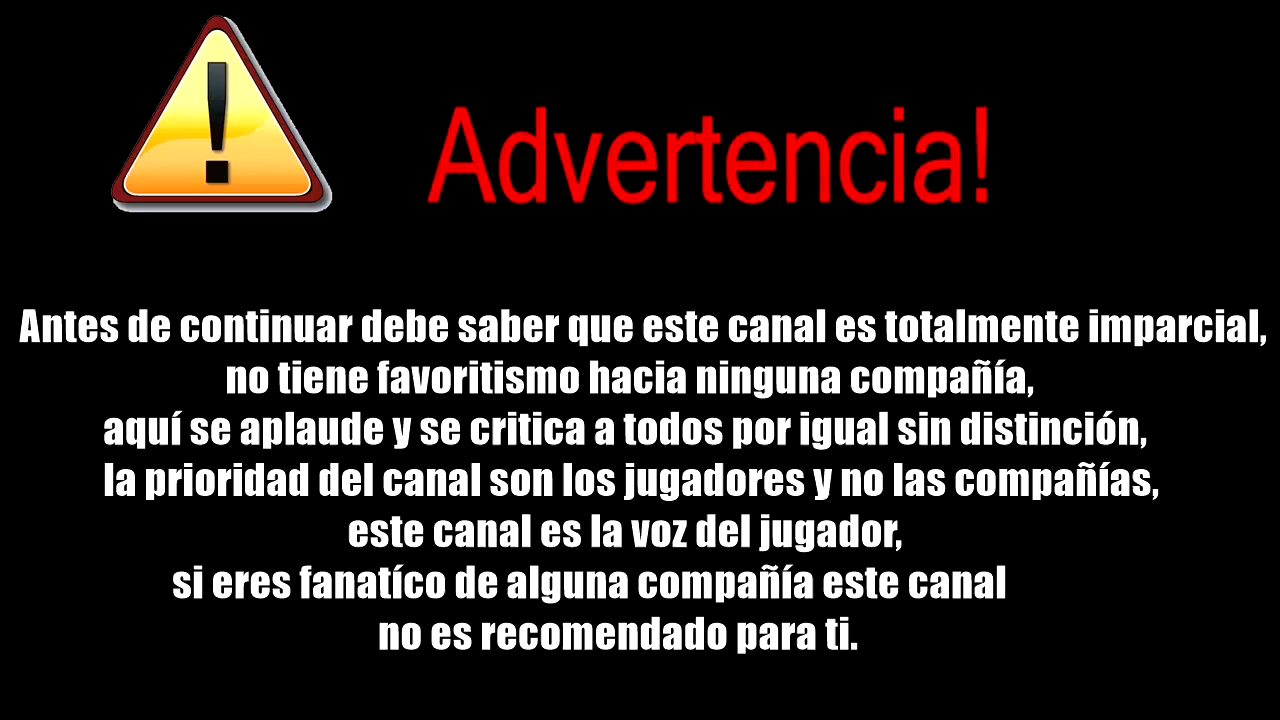 Advertencia!
Antes de continuar debe saber que este canal es totalmente imparcial,
no tiene favoritismo hacia ninguna compañía,
aquí se aplaude y se critica a todos por igual sin distinción,
la prioridad del canal son los jugadores y no las compañías,
este canal es la voz del jugador,
si eres fanatíco de alguna compañía este canal
no es recomendado para ti.